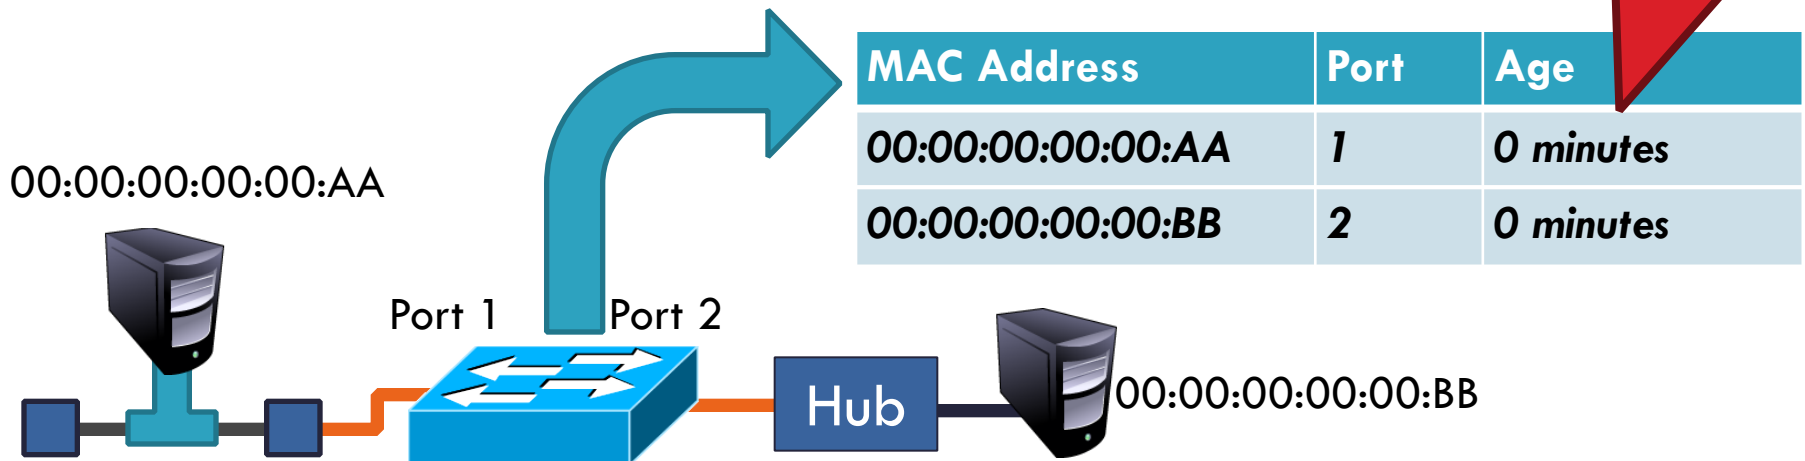 MAC Address Port Age
00:00:00:00:00:AA 1 0 minutes
00:00:00:00:00:BB 2 0 minutes
00:00:00:00:00:AA
Port 1 Port 2
Hub
00:00:00:00:00:BB